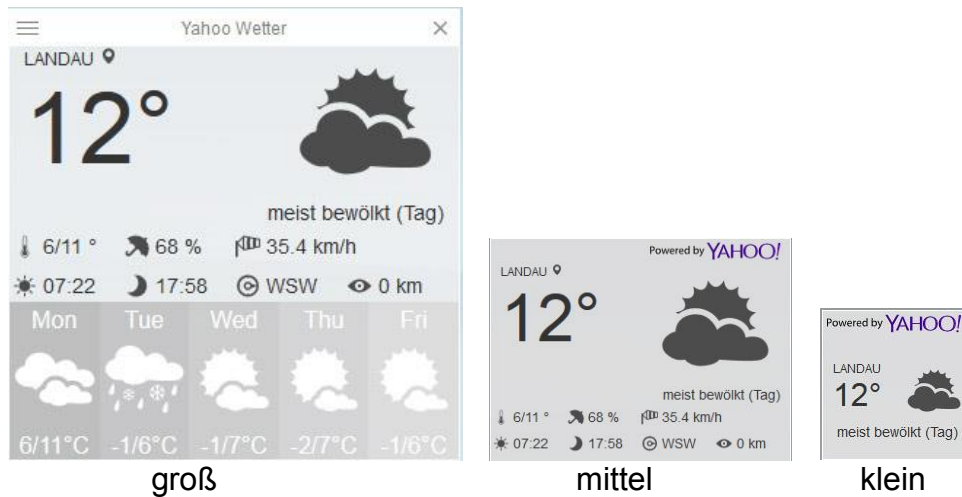 Yahoo Wetter
LANDAU
12°
meist bewölkt (Tag)
6/11 ° 68 % 35.4 km/h
07:22 17:58 WSW 0 km
Mon Tue Wed Thu Fri
6/11°C -1/6°C -1/7°C -2/7°C -1/6°C
groß
Powered by YAHOO!
LANDAU
12°
meist bewölkt (Tag)
6/11 ° 68 % 35.4 km/h
07:22 17:58 WSW 0 km
mittel
Powered by YAHOO!
LANDAU
12°
meist bewölkt (Tag)
klein